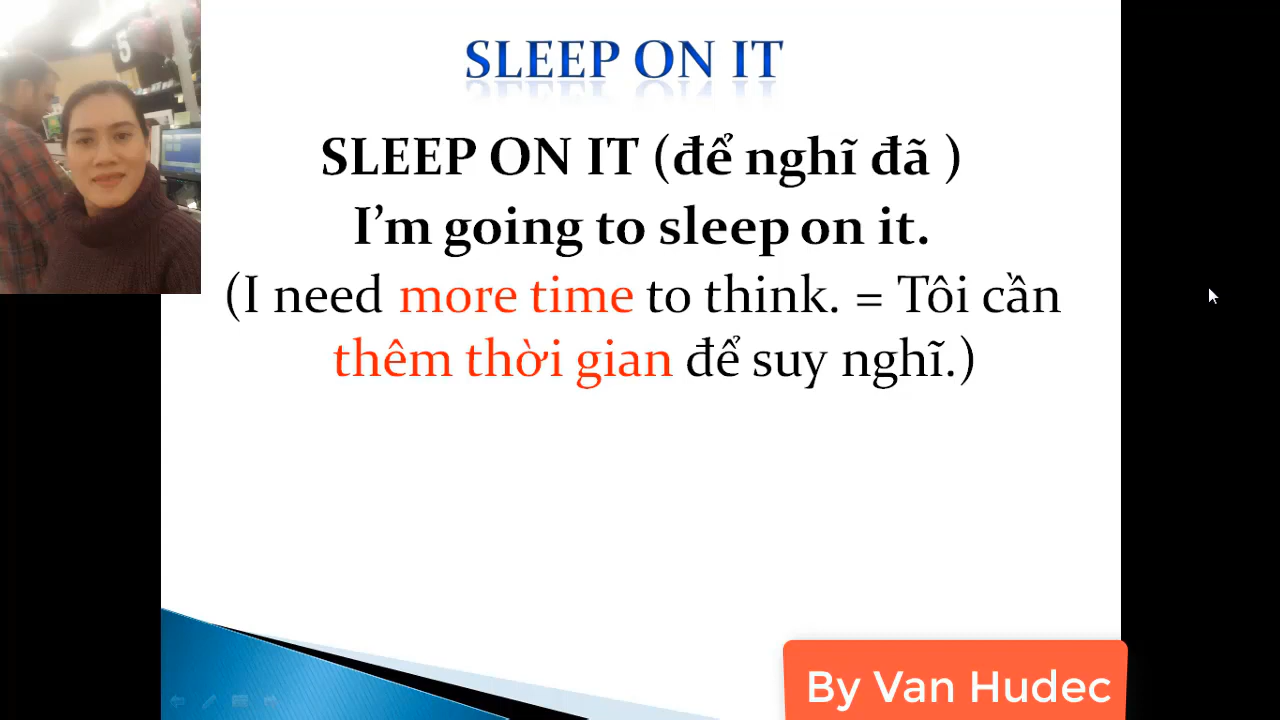 SLEEP ON IT
SLEEP ON IT (để nghĩ đã )
I’m going to sleep on it.
(I need more time to think. = Tôi cần
thêm thời gian để suy nghĩ.)
5
By Van Hudec